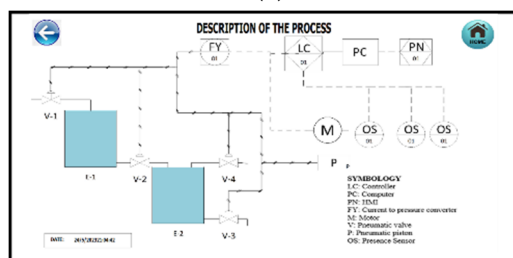 DESCRIPTION OF THE PROCESS
HOME
FY
01
LC
01
PC
PN
01
M
OS
01
OS
03
OS
01
V-1
E-1
V-2
V-4
E-2
V-3
P
SYMBOLOGY
LC: Controller
PC: Computer
PN: HMI
FY: Current to pressure converter
M: Motor
V: Pneumatic valve
P: Pneumatic piston
OS: Presence Sensor
DATE: